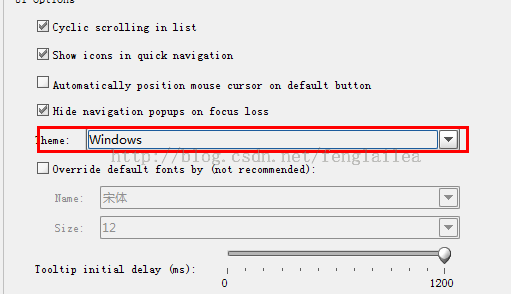 UI Options
Cyclic scrolling in list
Show icons in quick navigation
Automatically position mouse cursor on default button
Hide navigation popups on focus loss
Theme: Windows
http://blog.csdn.net/fenglailea
Override default fonts by (not recommended):
Name: 宋体
Size: 12
Tooltip initial delay (ms):
0 1200